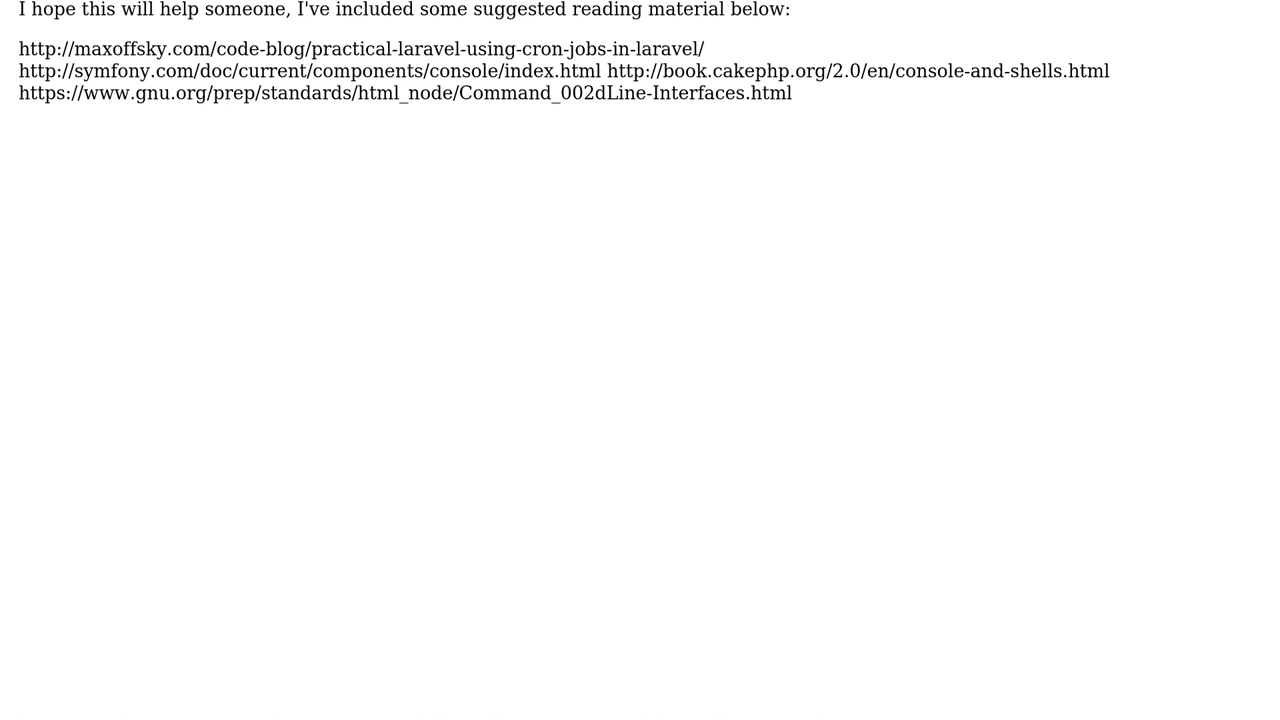 I hope this will help someone, I've included some suggested reading material below:
http://maxoffsky.com/code-blog/practical-laravel-using-cron-jobs-in-laravel/
http://symfony.com/doc/current/components/console/index.html http://book.cakephp.org/2.0/en/console-and-shells.html
https://www.gnu.org/prep/standards/html_node/Command_002dLine-Interfaces.html